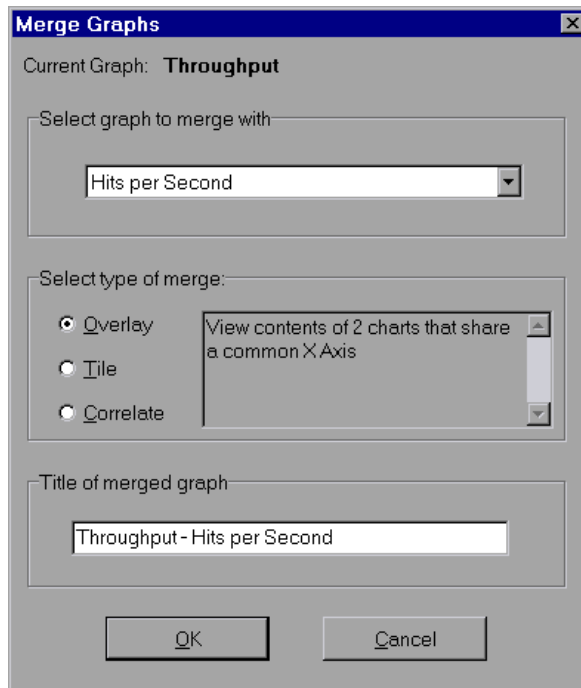 Merge Graphs
Current Graph: Throughput
Select graph to merge with
Hits per Second
Select type of merge:
Overlay
Tile
Correlate
View contents of 2 charts that share
a common X Axis
Title of merged graph
Throughput - Hits per Second
OK
Cancel